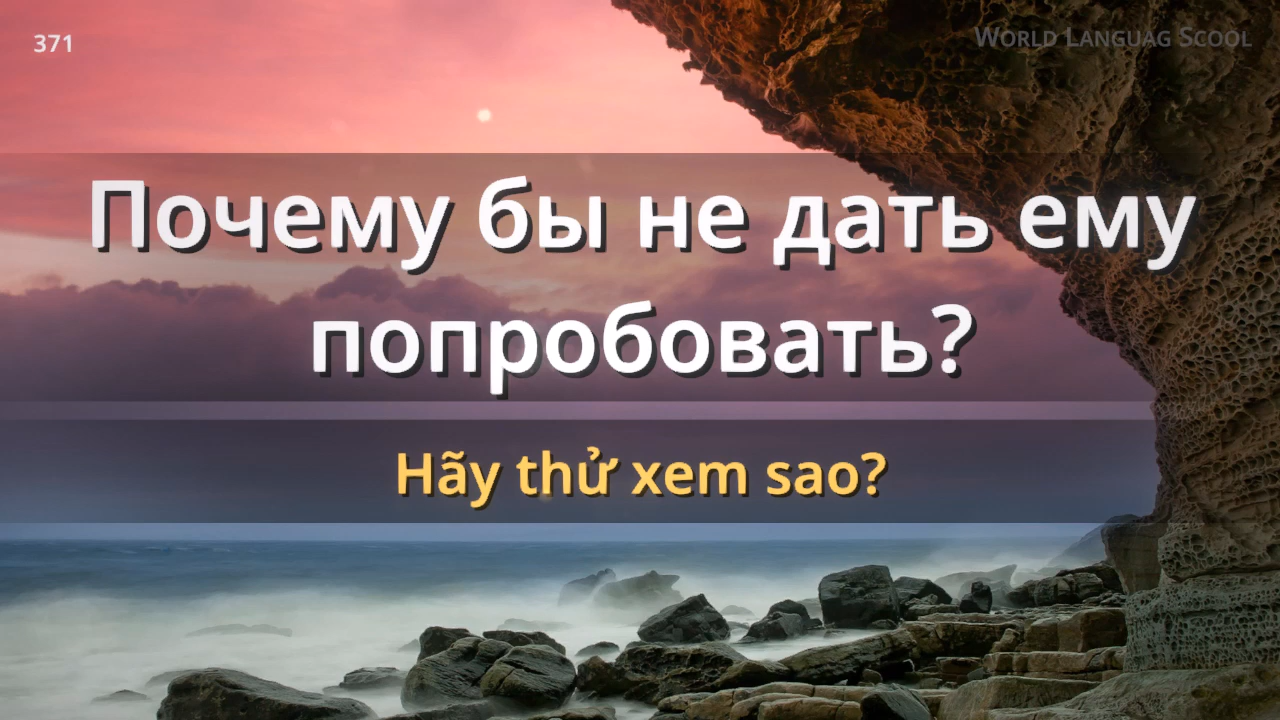 371
World Languag Scool
Почему бы не дать ему
попробовать?
Hãy thử xem sao?